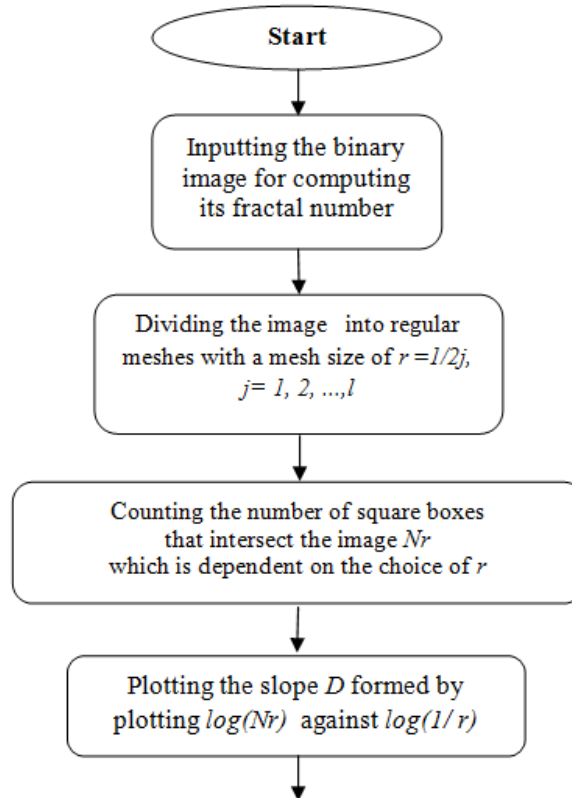 Start
Inputting the binary
image for computing
its fractal number
Dividing the image into regular
meshes with a mesh size of r =1/2j,
j= 1, 2, ...,l
Counting the number of square boxes
that intersect the image Nr
which is dependent on the choice of r
Plotting the slope D formed by
plotting log(Nr) against log(1/r)